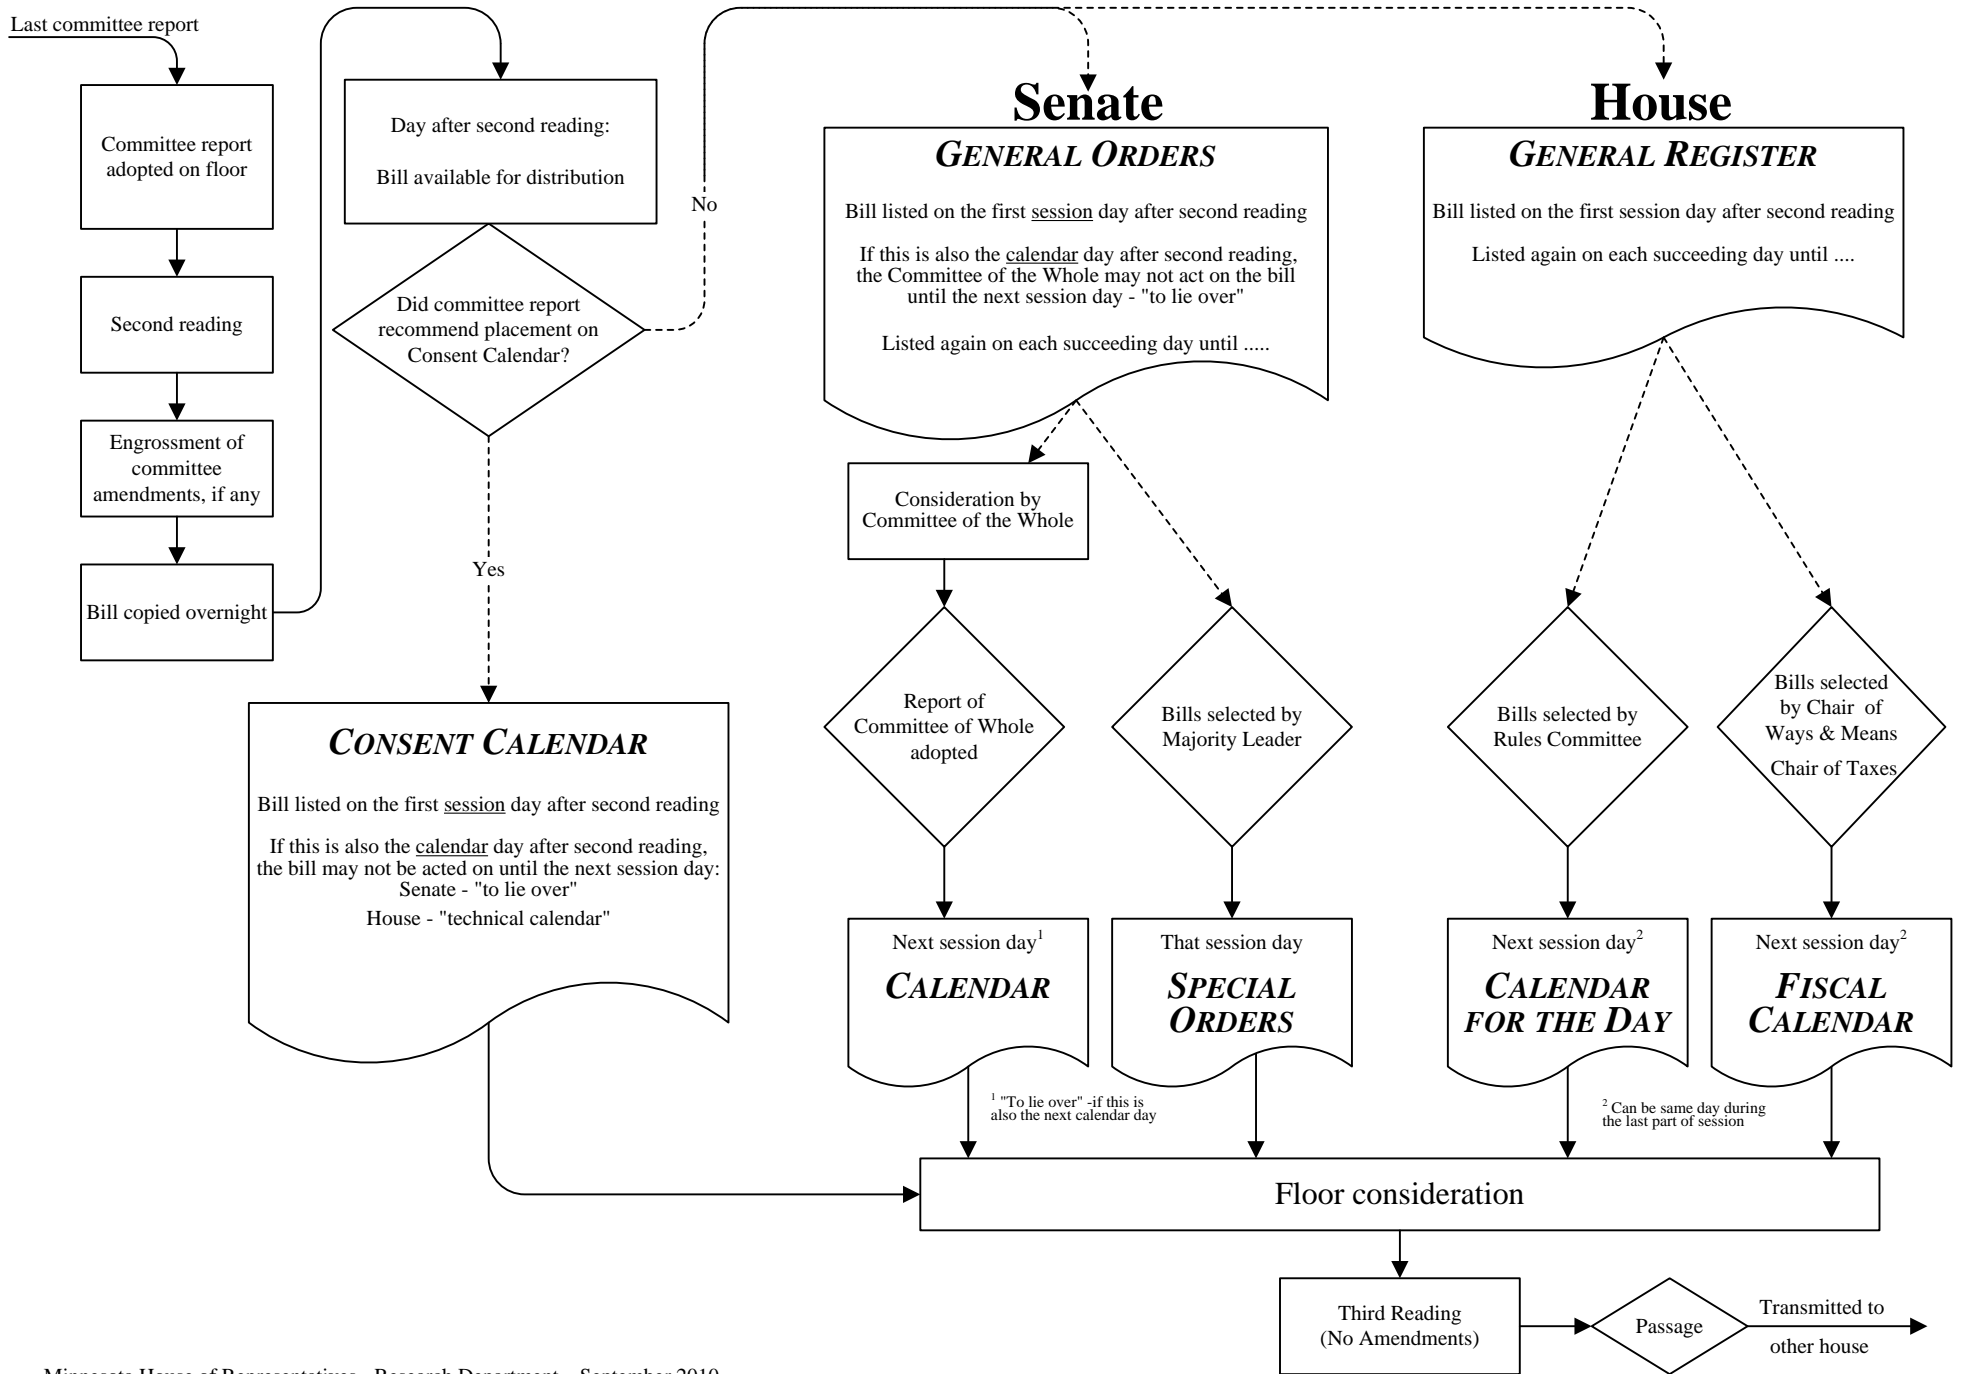 Last committee report
Committee report
adopted on floor
Second reading
Engrossment of
committee
amendments, if any
Bill copied overnight
Day after second reading:
Bill available for distribution
Did committee report
recommend placement on
Consent Calendar?
No
Yes
CONSENT CALENDAR
Bill listed on the first session day after second reading
If this is also the calendar day after second reading,
the bill may not be acted on until the next session day:
Senate - "to lie over"
House - "technical calendar"
Senate
GENERAL ORDERS
Bill listed on the first session day after second reading
If this is also the calendar day after second reading,
the Committee of the Whole may not act on the bill
until the next session day - "to lie over"
Listed again on each succeeding day until .....
Consideration by
Committee of the Whole
Report of
Committee of Whole
adopted
Bills selected by
Majority Leader
Next session day1
CALENDAR
That session day
SPECIAL
ORDERS
1 "To lie over" -if this is
also the next calendar day
House
GENERAL REGISTER
Bill listed on the first session day after second reading
Listed again on each succeeding day until ....
Bills selected by
Rules Committee
Bills selected
by Chair of
Ways & Means
Chair of Taxes
Next session day2
CALENDAR
FOR THE DAY
Next session day2
FISCAL
CALENDAR
2 Can be same day during
the last part of session
Floor consideration
Third Reading
(No Amendments)
Passage
Transmitted to
other house
Minnesota House of Representatives - Research Department - September 2010